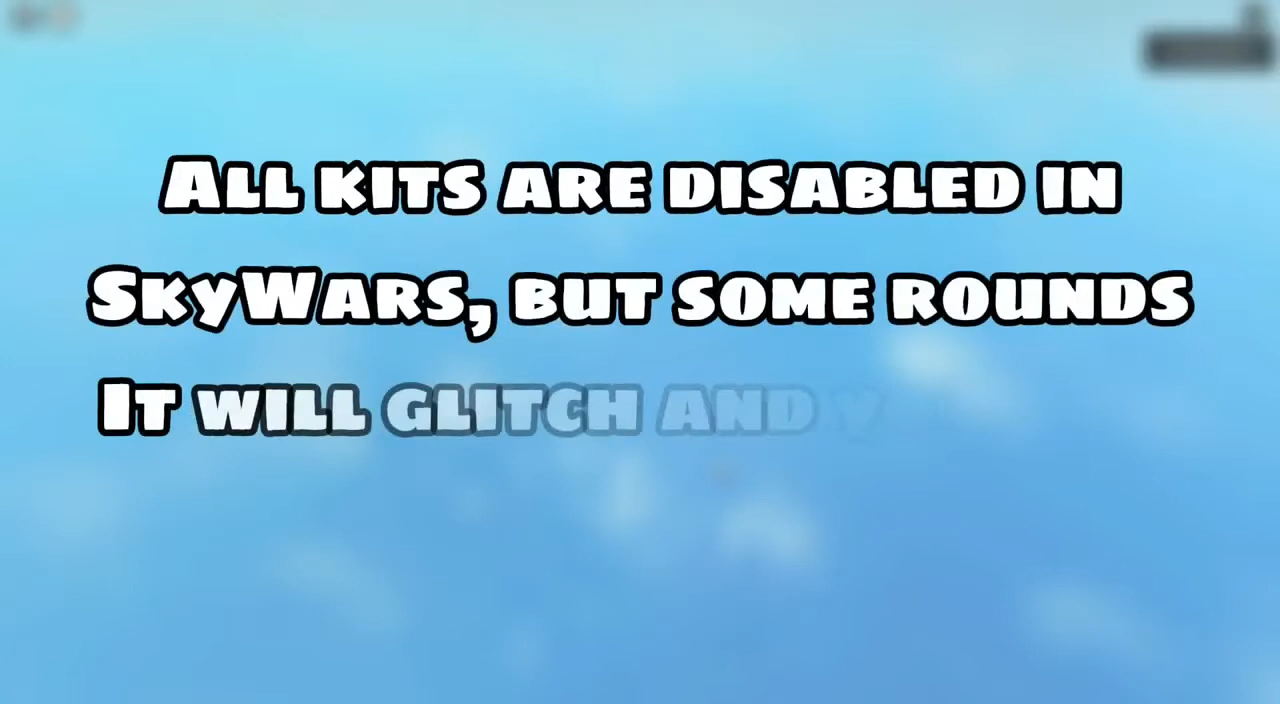 All kits are disabled in
SkyWars, but some rounds
It will glitch and y